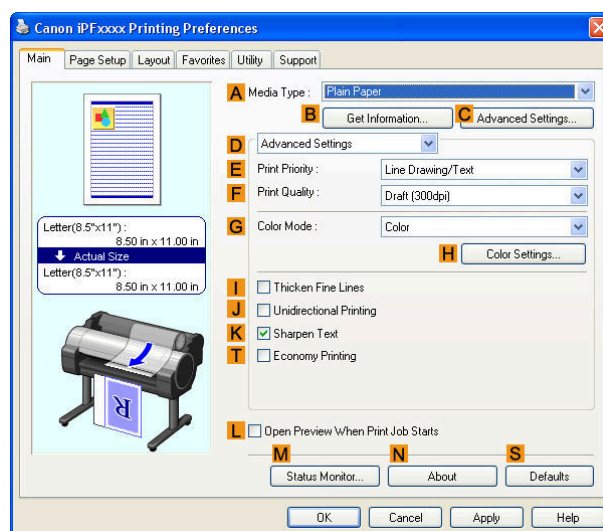 Canon iPFxxxx Printing Preferences
Main Page Setup Layout Favorites Utility Support
A Media Type : Plain Paper
B Get Information... C Advanced Settings...
D Advanced Settings
E Print Priority : Line Drawing/Text
F Print Quality : Draft (300dpi)
G Color Mode : Color
H Color Settings...
Letter(8.5"x11") :
8.50 in x 11.00 in
Actual Size
Letter(8.5"x11") :
8.50 in x 11.00 in
I Thicken Fine Lines
J Unidirectional Printing
K Sharpen Text
T Economy Printing
R
L Open Preview When Print Job Starts
M N S
Status Monitor... About Defaults
OK Cancel Apply Help